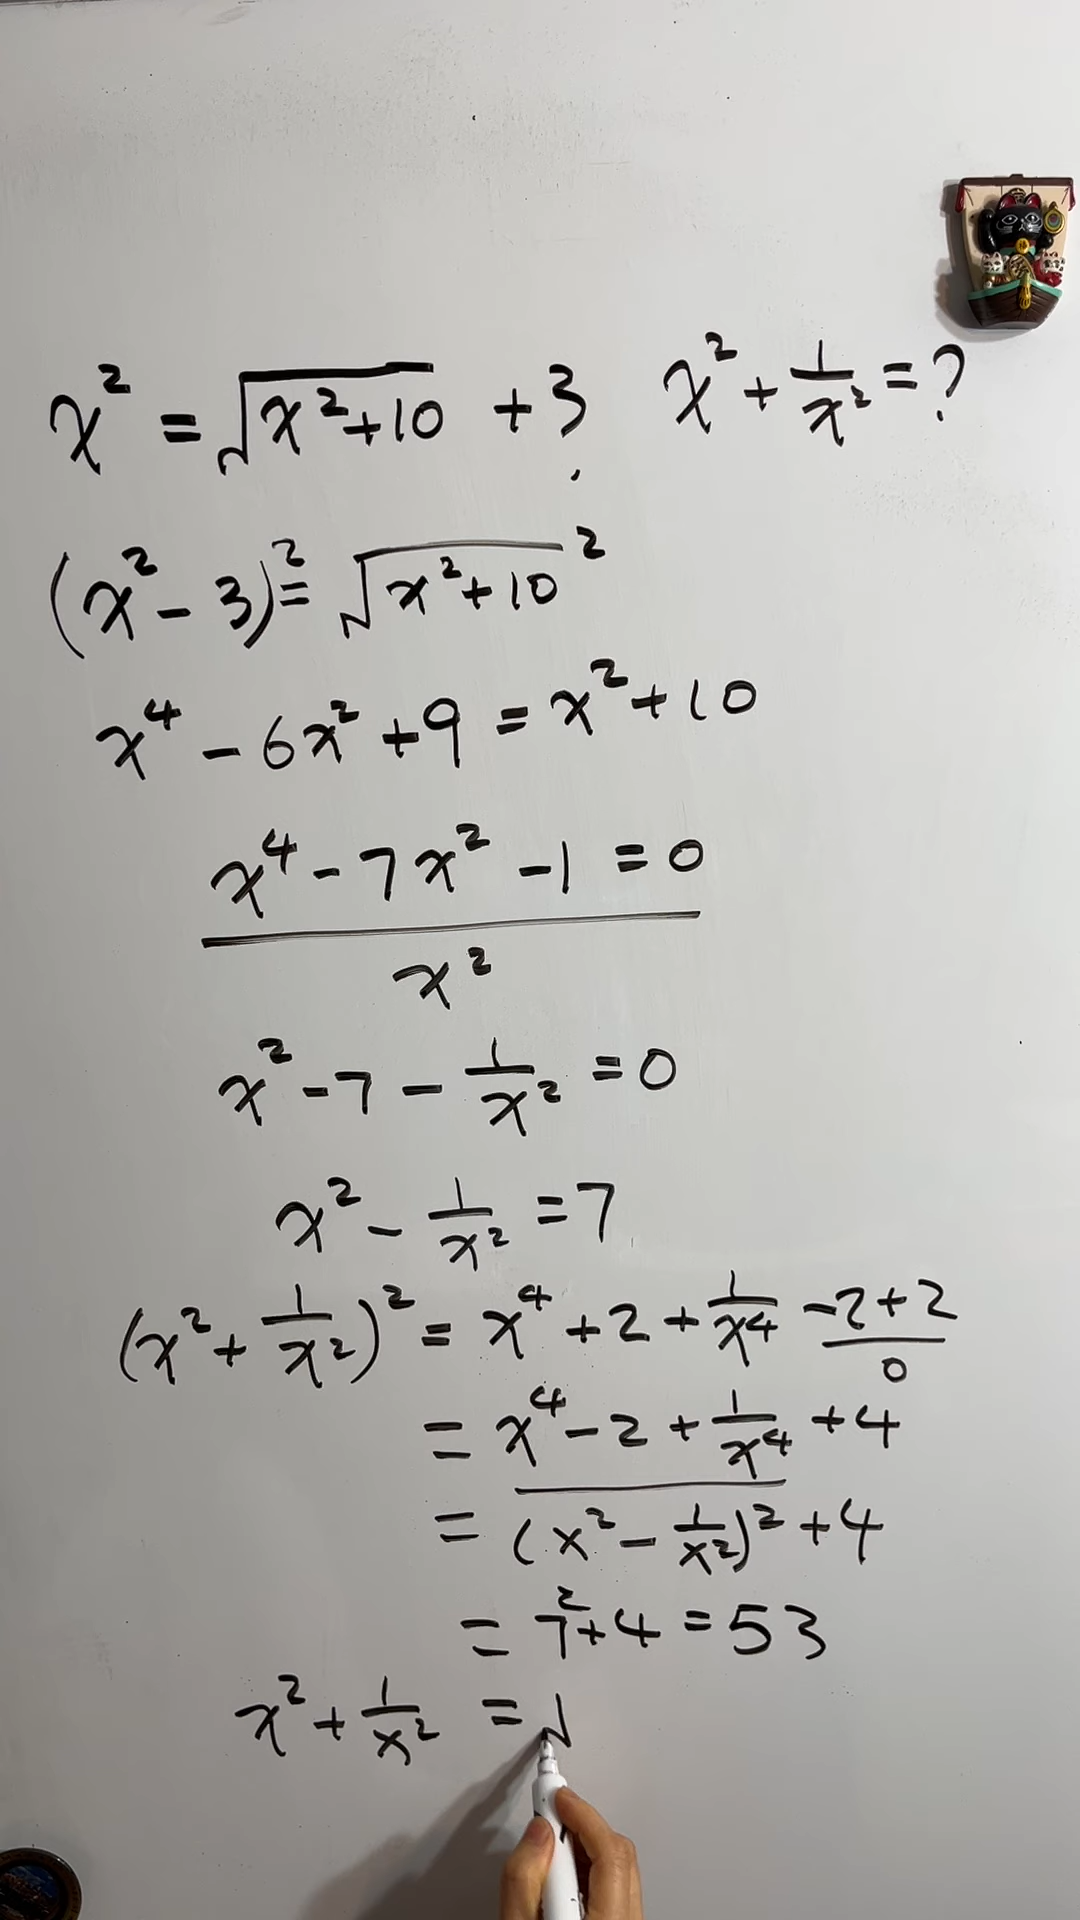 x² = √(x²+10) + 3   x² + 1/x² = ?
(x² - 3)² = √(x²+10)²
x⁴ - 6x² + 9 = x² + 10
x⁴ - 7x² - 1 = 0
x²
x² - 7 - 1/x² = 0
x² - 1/x² = 7
(x² + 1/x²)² = x⁴ + 2 + 1/x⁴ - 2 + 2
0
= x⁴ - 2 + 1/x⁴ + 4
= (x² - 1/x²)² + 4
= 7² + 4 = 53
x² + 1/x² = √